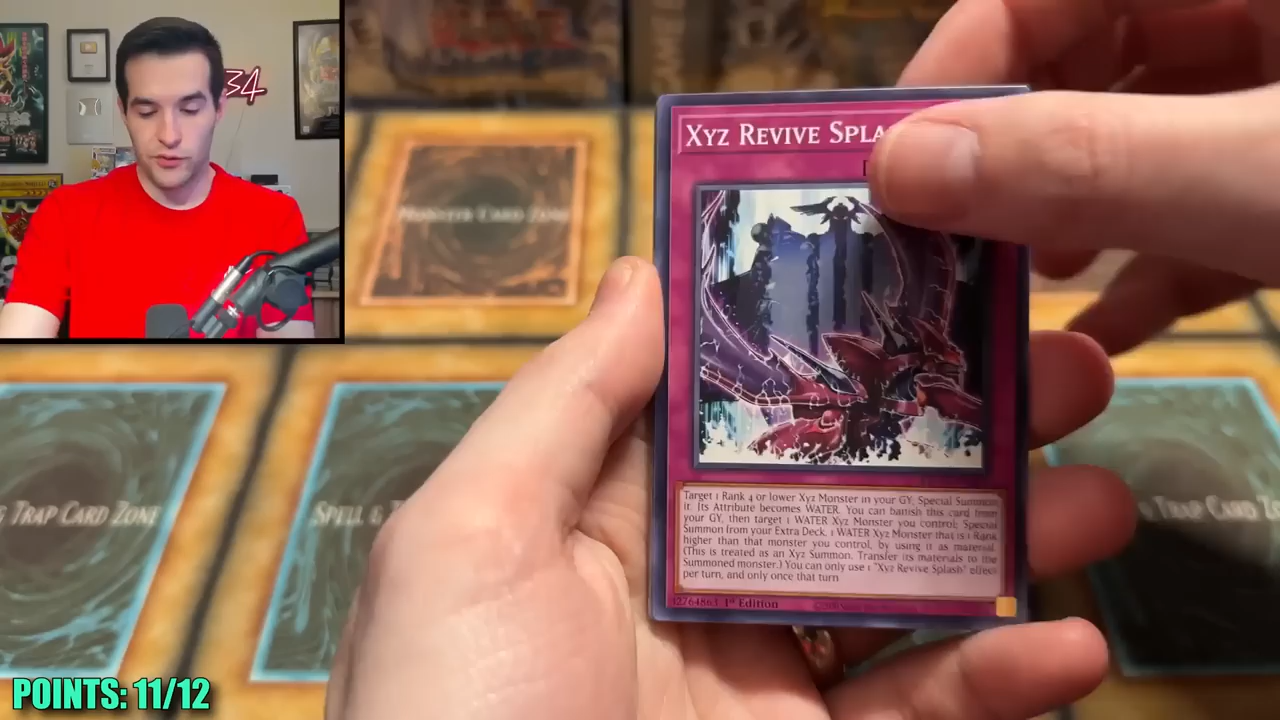 34
XYZ REVIVE SPLA
MONSTER CARD ZONE
Target 1 Rank 4 or lower Xyz Monster in your GY; Special Summon
it. Its Attribute becomes WATER. You can banish this card from
your GY, then target 1 WATER Xyz Monster you control; Special
Summon from your Extra Deck, 1 WATER Xyz Monster that is 1 Rank
higher than that monster you control, by using it as material.
(This is treated as an Xyz Summon. Transfer its materials to the
Summoned monster.) You can only use 1 "Xyz Revive Splash" effect
per turn, and only once that turn
12764863 1st Edition
G TRAP CARD ZONE
SPELL & T
TRAP CARD ZO
POINTS: 11/12